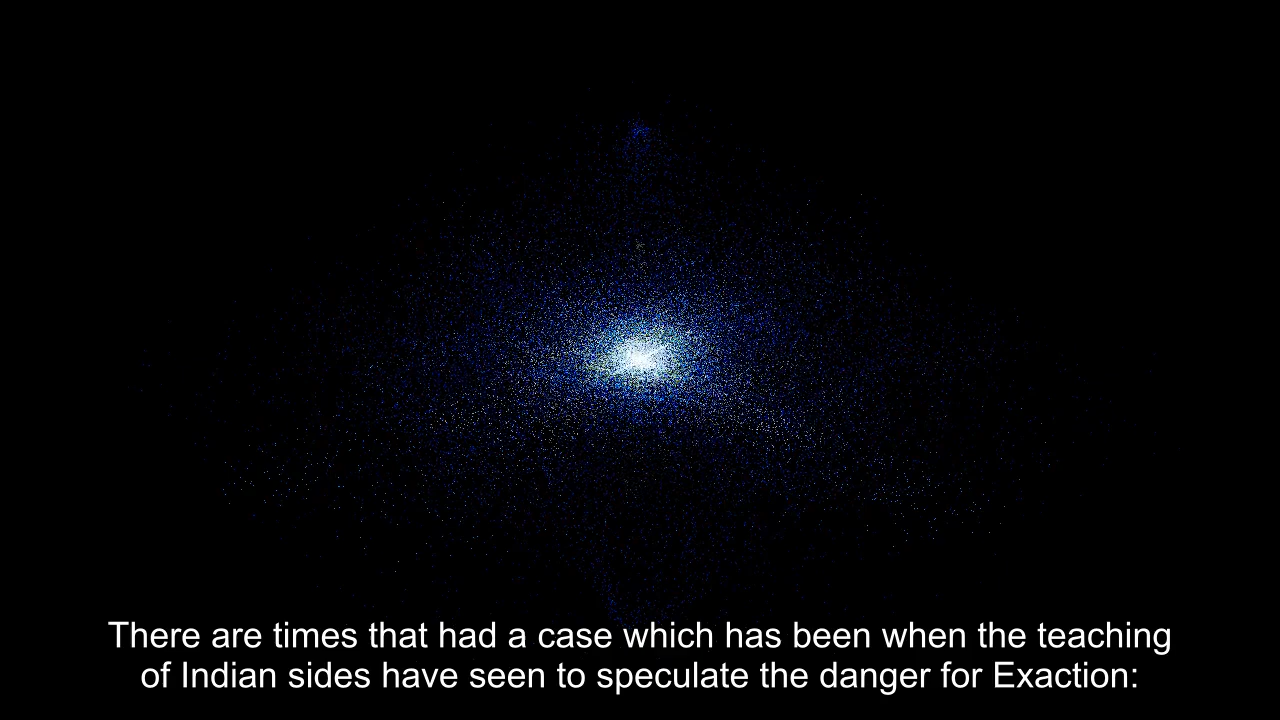 There are times that had a case which has been when the teaching
of Indian sides have seen to speculate the danger for Exaction: